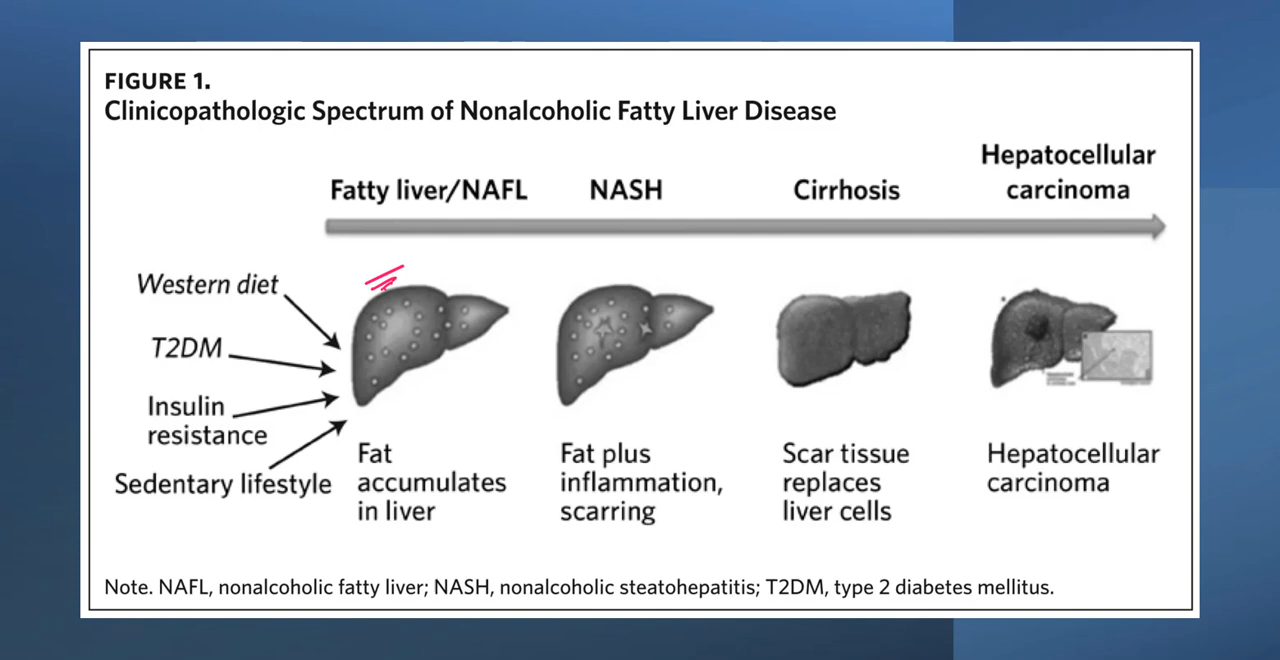 FIGURE 1.
Clinicopathologic Spectrum of Nonalcoholic Fatty Liver Disease
Fatty liver/NAFL
NASH
Cirrhosis
Hepatocellular
carcinoma
Western diet
T2DM
Insulin
resistance
Sedentary lifestyle
Fat
accumulates
in liver
Fat plus
inflammation,
scarring
Scar tissue
replaces
liver cells
Hepatocellular
carcinoma
Note. NAFL, nonalcoholic fatty liver; NASH, nonalcoholic steatohepatitis; T2DM, type 2 diabetes mellitus.